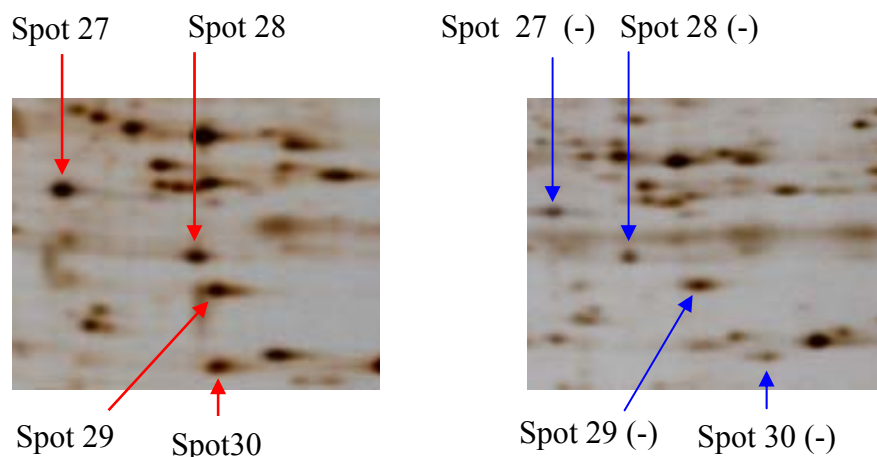 Spot 27
Spot 28
Spot 27 (-)
Spot 28 (-)
Spot 29
Spot30
Spot 29 (-)
Spot 30 (-)